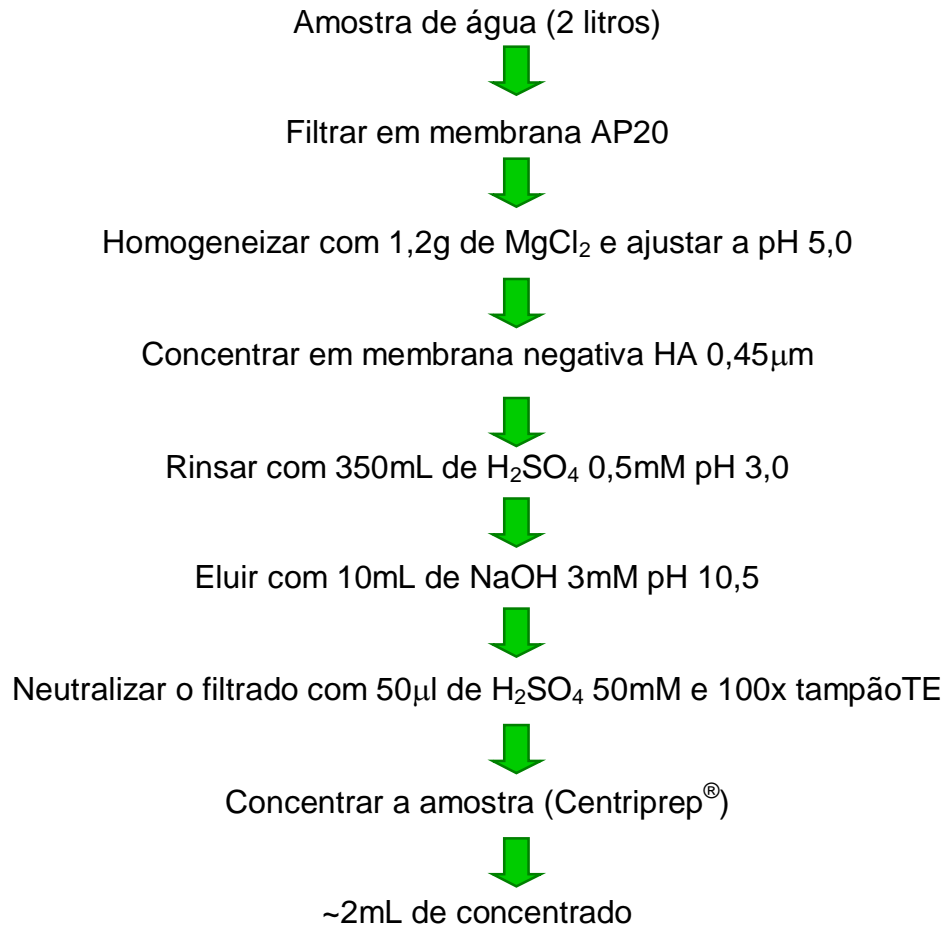 Amostra de água (2 litros)
Filtrar em membrana AP20
Homogeneizar com 1,2g de MgCl₂ e ajustar a pH 5,0
Concentrar em membrana negativa HA 0,45μm
Rinsar com 350mL de H₂SO₄ 0,5mM pH 3,0
Eluir com 10mL de NaOH 3mM pH 10,5
Neutralizar o filtrado com 50μl de H₂SO₄ 50mM e 100x tampãoTE
Concentrar a amostra (Centriprep®)
~2mL de concentrado